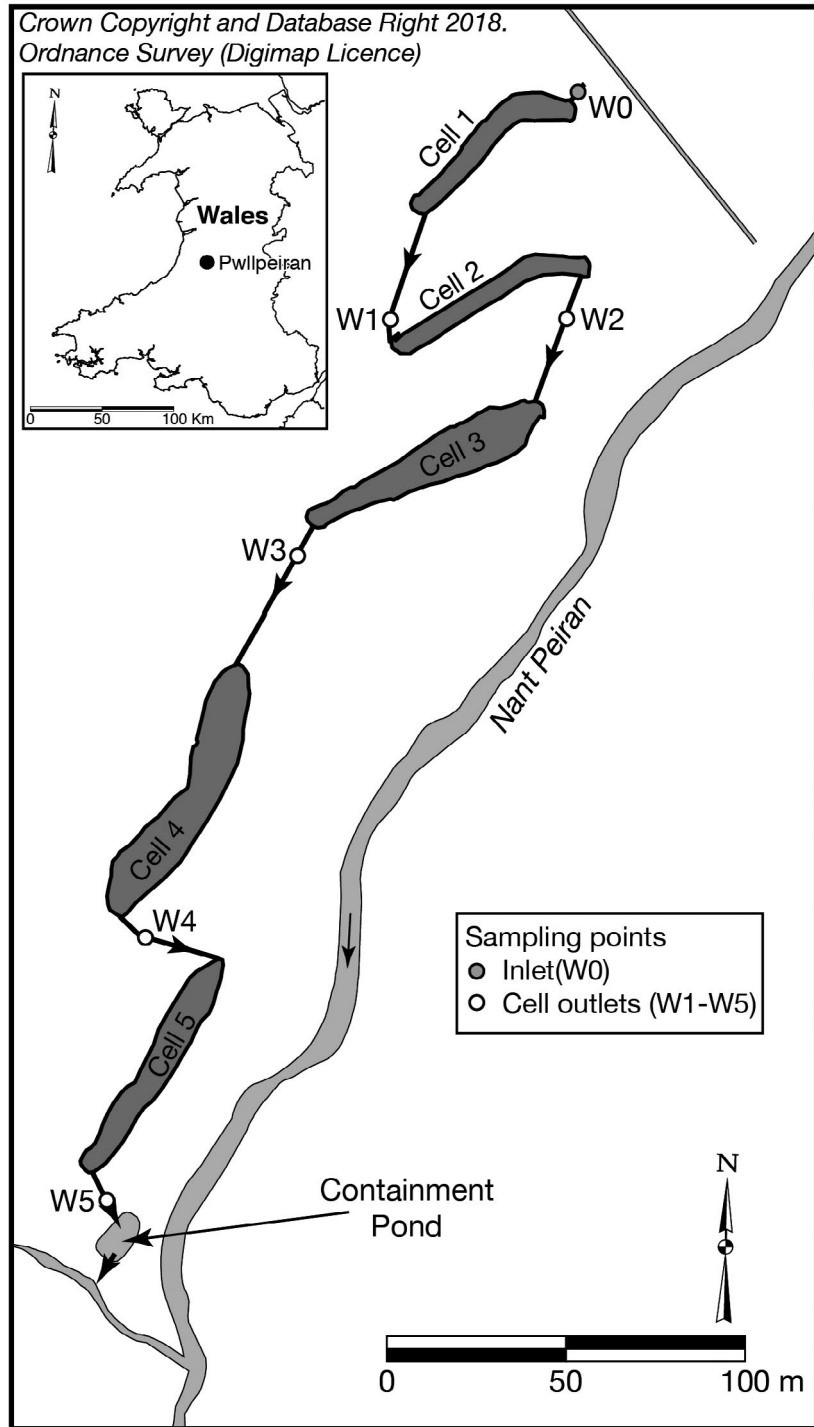 Crown Copyright and Database Right 2018.
Ordnance Survey (Digimap Licence)
N
Wales
Pwllpeiran
0 50 100 Km
W0
Cell 1
Cell 2
W1
W2
Cell 3
W3
Nant Peiran
Cell 4
W4
Sampling points
Inlet(W0)
Cell outlets (W1-W5)
Cell 5
W5
Containment
Pond
N
0 50 100 m